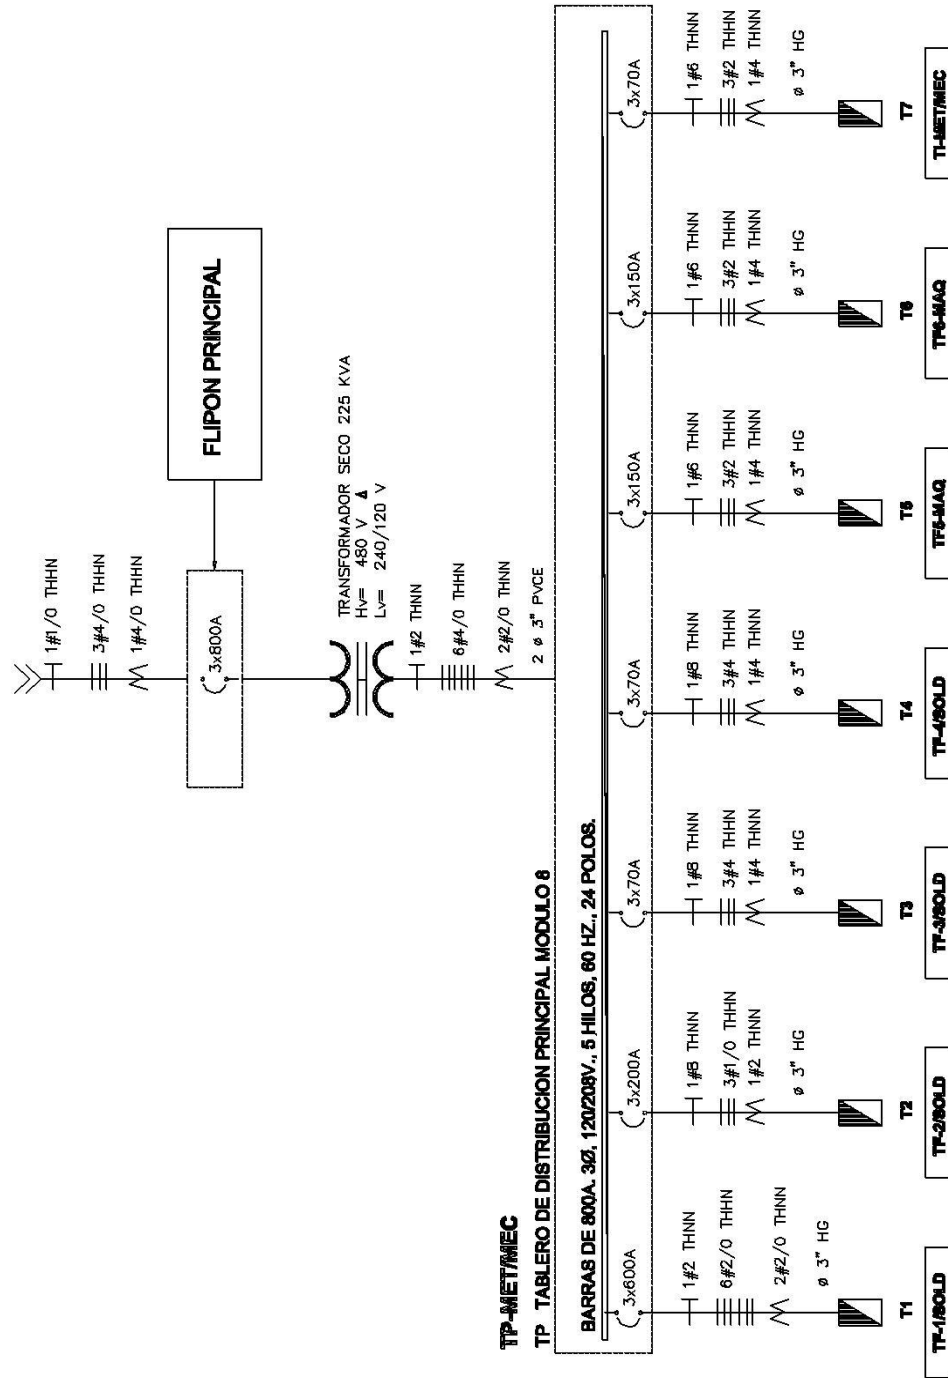 1#1/0 THHN
3#4/0 THHN
1#4/0 THNN
3x800A
FLIPON PRINCIPAL
TRANSFORMADOR SECO 225 KVA
Hv= 480 V Δ
Lv= 240/120 V
1#2 THNN
6#4/0 THHN
2#2/0 THNN
2 ø 3" PVCE
TP-MET/MEC
TP TABLERO DE DISTRIBUCION PRINCIPAL MODULO 8
BARRAS DE 800A. 3Ø, 120/208V., 5 HILOS, 60 HZ., 24 POLOS.
3x600A
1#2 THNN
6#2/0 THHN
2#2/0 THNN
ø 3" HG
T1
TF-1/SOLD
3x200A
1#8 THNN
3#1/0 THHN
1#2 THNN
ø 3" HG
T2
TF-2/SOLD
3x70A
1#8 THNN
3#4 THHN
1#4 THNN
ø 3" HG
T3
TF-3/SOLD
3x70A
1#8 THNN
3#4 THHN
1#4 THNN
ø 3" HG
T4
TF-4/SOLD
3x150A
1#6 THNN
3#2 THHN
1#4 THNN
ø 3" HG
T5
TF5-MAQ
3x150A
1#6 THNN
3#2 THHN
1#4 THNN
ø 3" HG
T6
TF6-MAQ
3x70A
1#6 THNN
3#2 THHN
1#4 THNN
ø 3" HG
T7
TI-MET/MEC